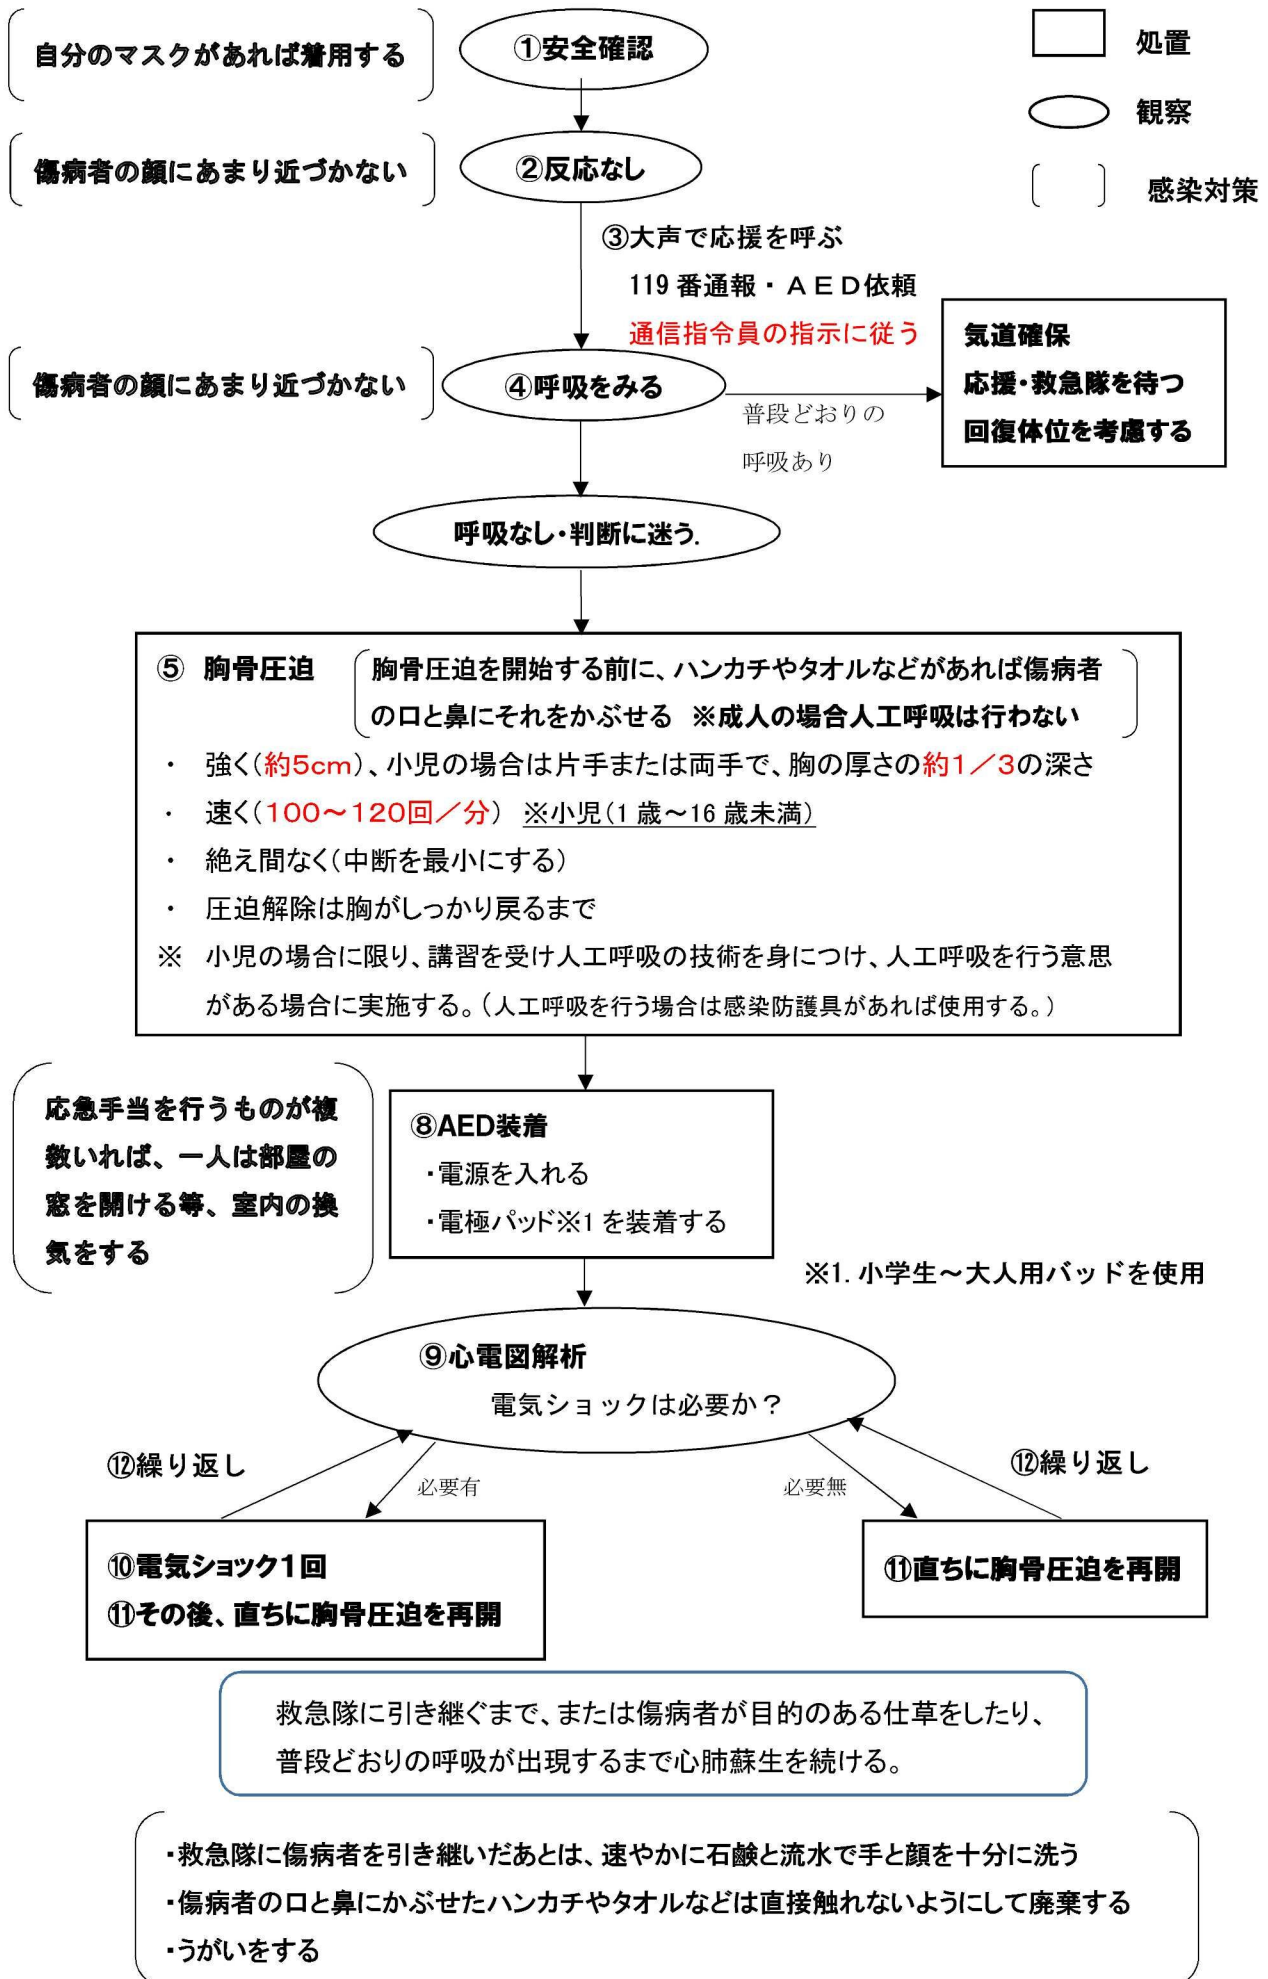 自分のマスクがあれば着用する
①安全確認
処置
観察
感染対策
傷病者の顔にあまり近づかない
②反応なし
③大声で応援を呼ぶ
119番通報・AED依頼
通信指令員の指示に従う
傷病者の顔にあまり近づかない
④呼吸をみる
普段どおりの
呼吸あり
気道確保
応援・救急隊を待つ
回復体位を考慮する
呼吸なし・判断に迷う.
⑤ 胸骨圧迫
胸骨圧迫を開始する前に、ハンカチやタオルなどがあれば傷病者
の口と鼻にそれをかぶせる ※成人の場合人工呼吸は行わない
・ 強く(約5cm)、小児の場合は片手または両手で、胸の厚さの約1/3の深さ
・ 速く(100~120回/分) ※小児(1歳~16歳未満)
・ 絶え間なく(中断を最小にする)
・ 圧迫解除は胸がしっかり戻るまで
※ 小児の場合に限り、講習を受け人工呼吸の技術を身につけ、人工呼吸を行う意思
がある場合に実施する。(人工呼吸を行う場合は感染防護具があれば使用する。)
応急手当を行うものが複
数いれば、一人は部屋の
窓を開ける等、室内の換
気をする
⑧AED装着
・電源を入れる
・電極パッド※1を装着する
※1.小学生~大人用バッドを使用
⑨心電図解析
電気ショックは必要か?
⑫繰り返し
必要有
必要無
⑫繰り返し
⑩電気ショック1回
⑪その後、直ちに胸骨圧迫を再開
⑪直ちに胸骨圧迫を再開
救急隊に引き継ぐまで、または傷病者が目的のある仕草をしたり、
普段どおりの呼吸が出現するまで心肺蘇生を続ける。
・救急隊に傷病者を引き継いだあとは、速やかに石鹸と流水で手と顔を十分に洗う
・傷病者の口と鼻にかぶせたハンカチやタオルなどは直接触れないようにして廃棄する
・うがいをする